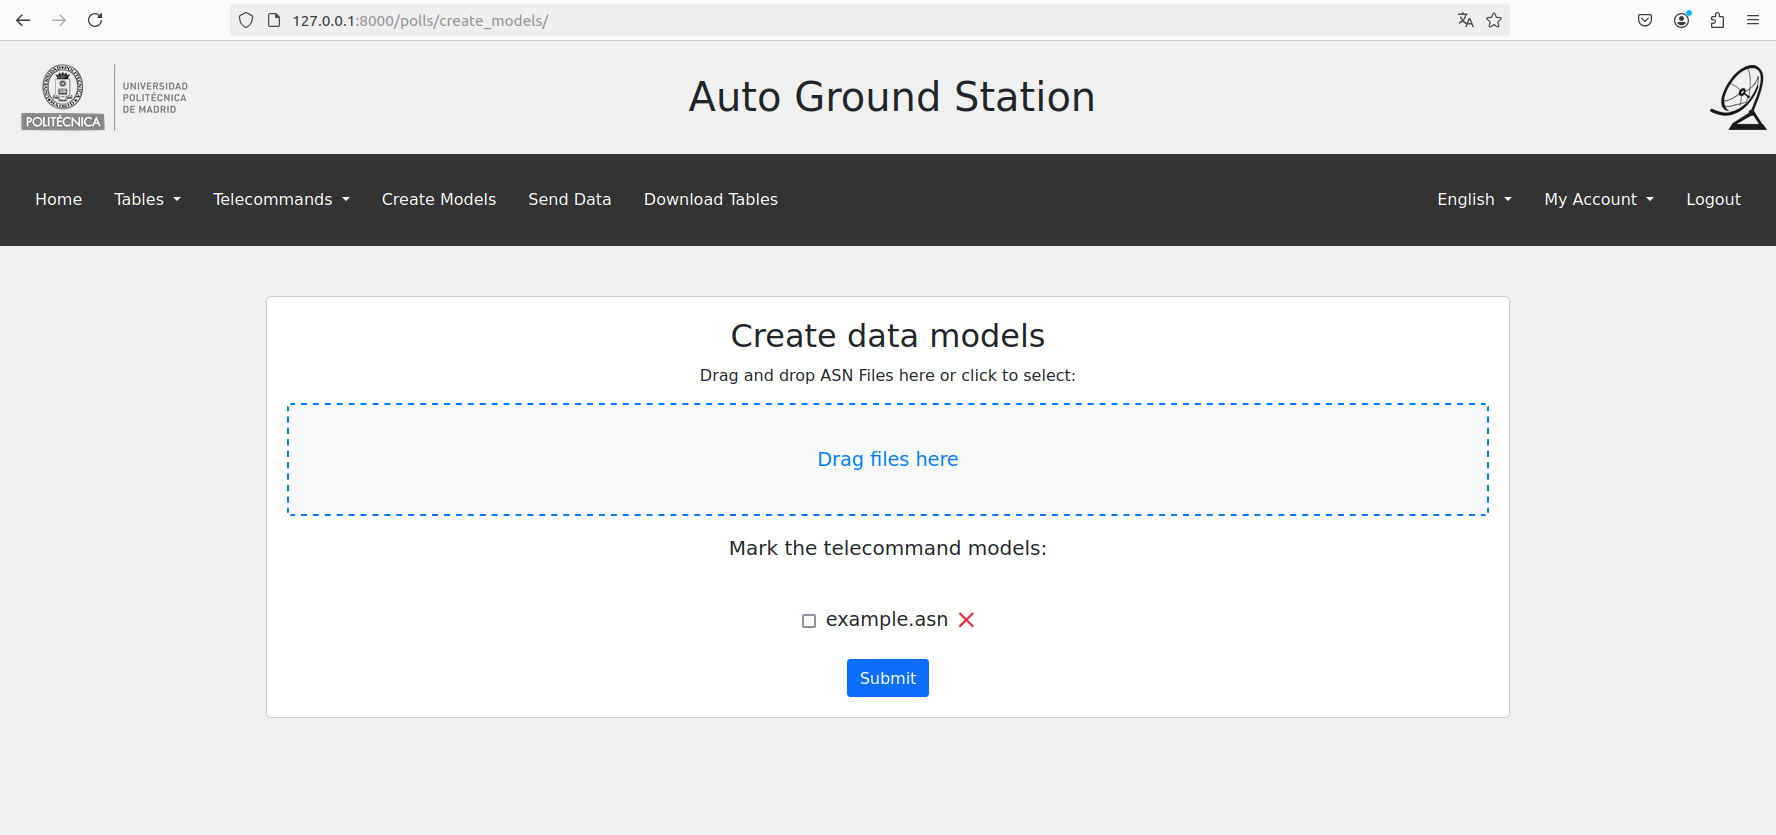 127.0.0.1:8000/polls/create_models/
POLITÉCNICA
UNIVERSIDAD
POLITÉCNICA
DE MADRID
Auto Ground Station
Home Tables Telecommands Create Models Send Data Download Tables English My Account Logout
Create data models
Drag and drop ASN Files here or click to select:
Drag files here
Mark the telecommand models:
example.asn
Submit